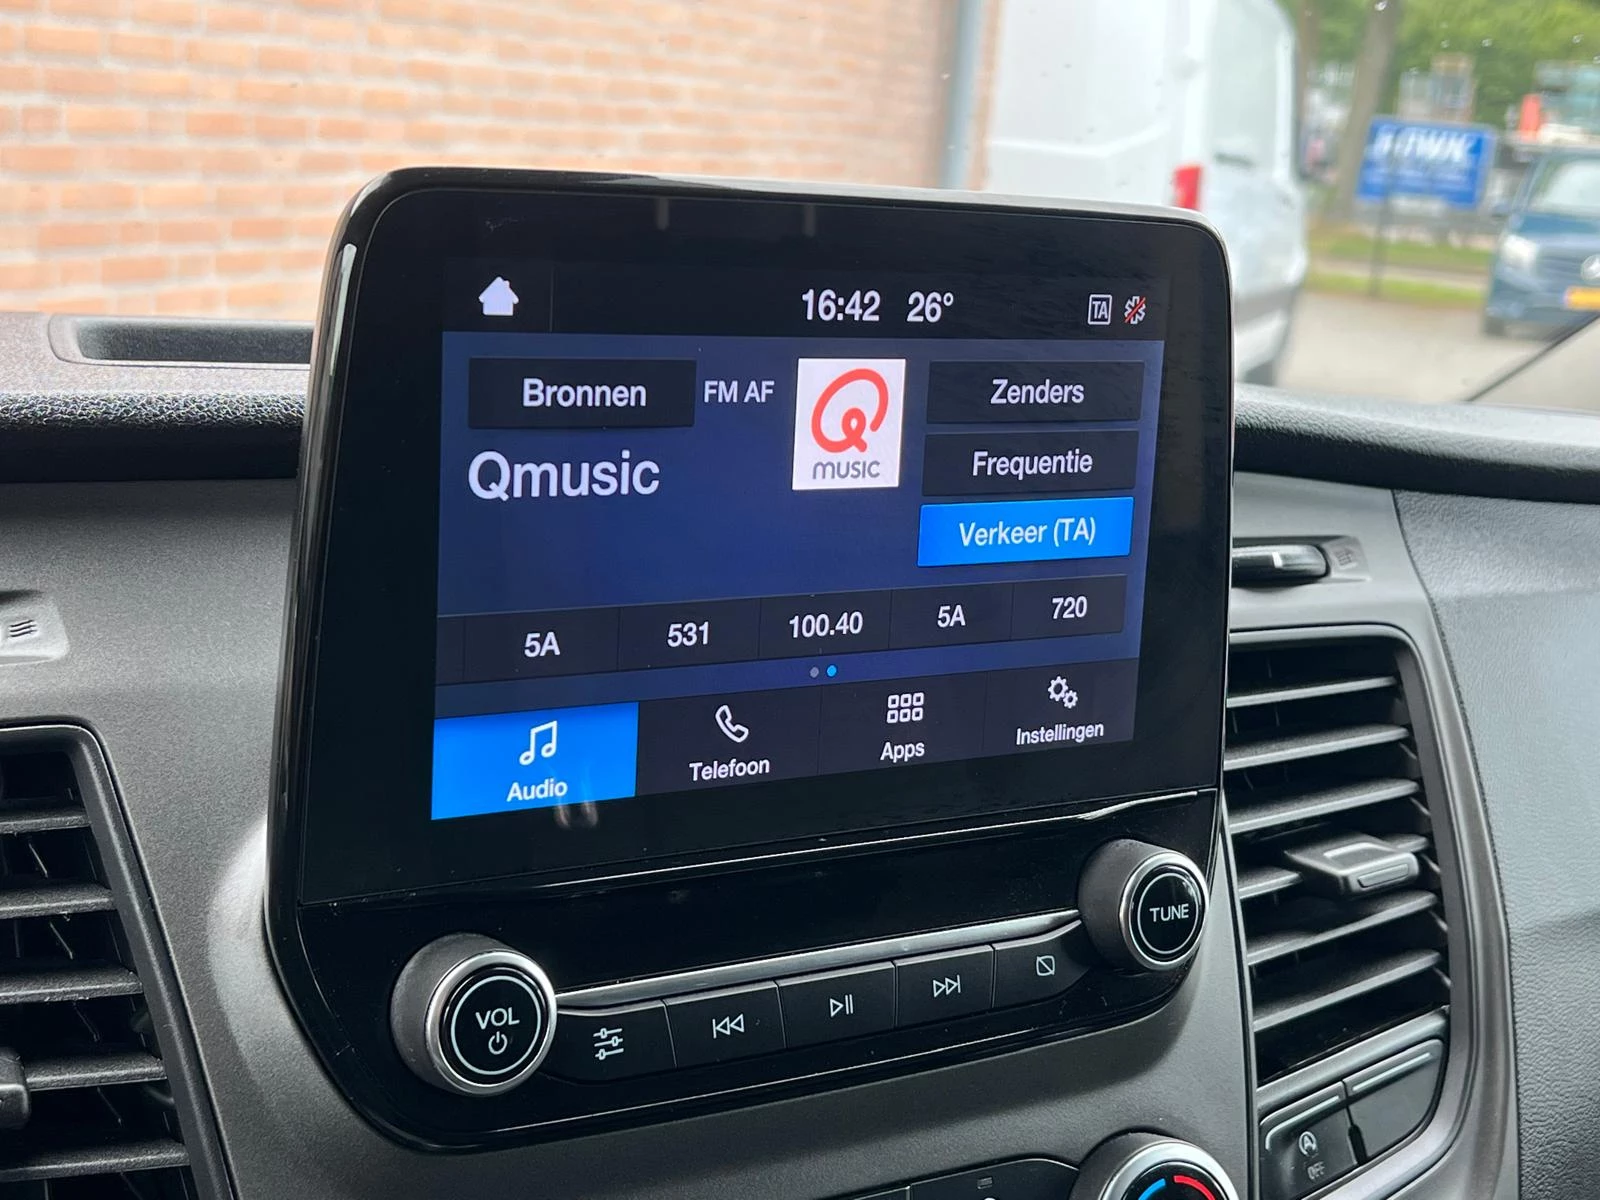 16:42 26°
TA
Bronnen
FM AF
Q
music
Zenders
Qmusic
Frequentie
Verkeer (TA)
5A
531
100.40
5A
720
Audio
Telefoon
Apps
Instellingen
VOL
TUNE
A
OFF